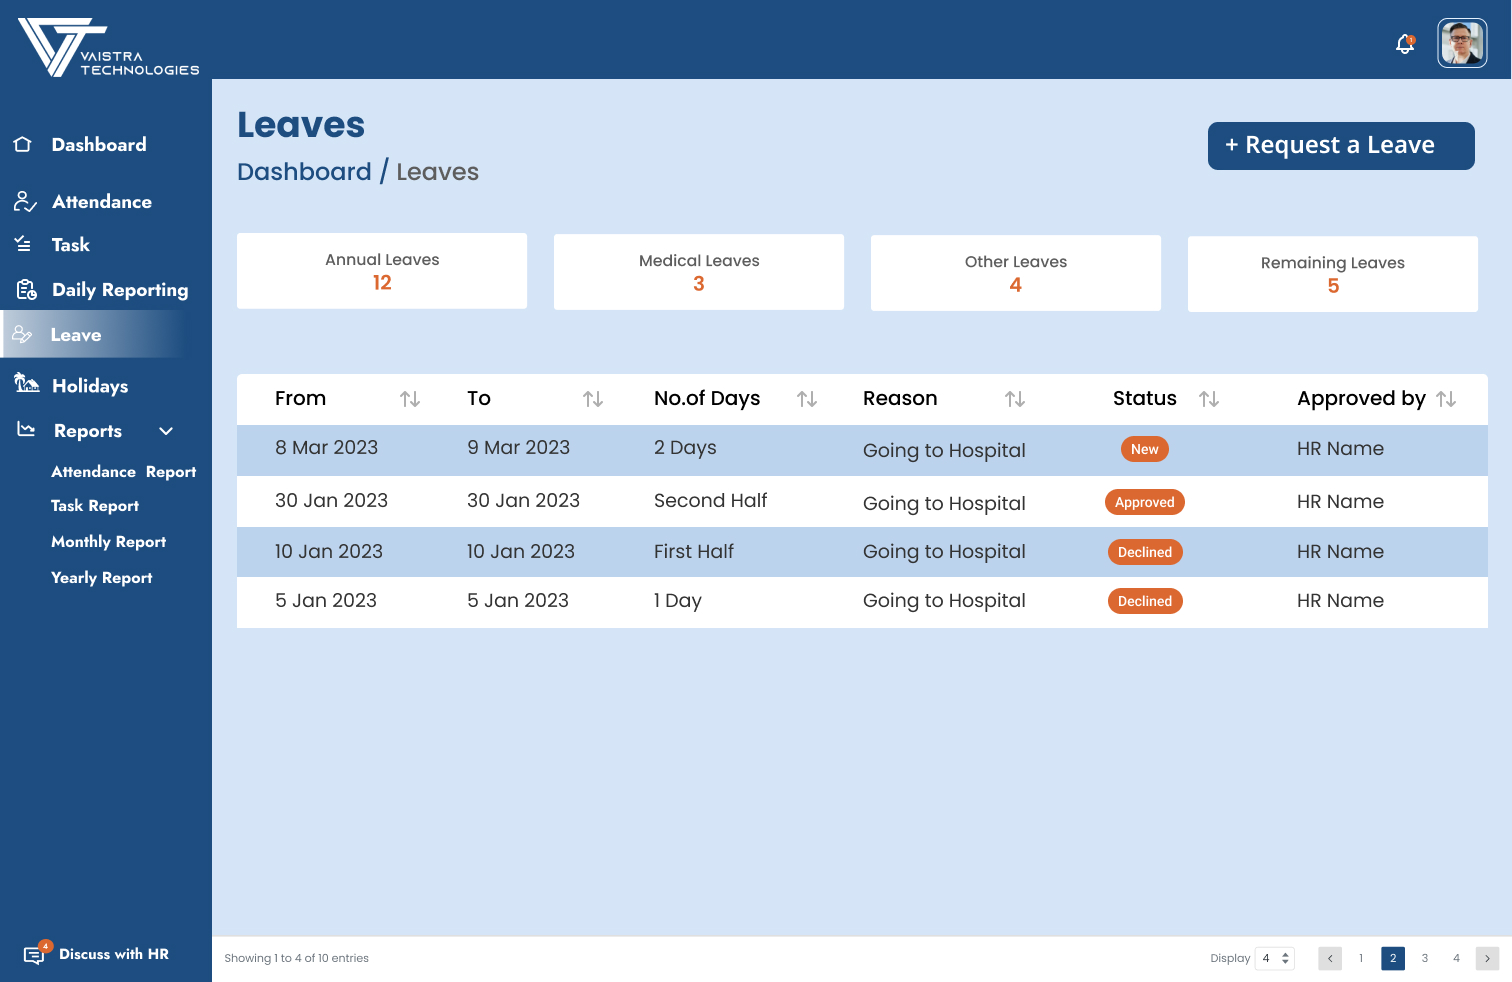 VAISTRA
TECHNOLOGIES
1
Dashboard
Attendance
Task
Daily Reporting
Leave
Holidays
Reports
Attendance Report
Task Report
Monthly Report
Yearly Report
4
Discuss with HR
Leaves
Dashboard / Leaves
+ Request a Leave
Annual Leaves
12
Medical Leaves
3
Other Leaves
4
Remaining Leaves
5
From To No.of Days Reason Status Approved by
8 Mar 2023 9 Mar 2023 2 Days Going to Hospital New HR Name
30 Jan 2023 30 Jan 2023 Second Half Going to Hospital Approved HR Name
10 Jan 2023 10 Jan 2023 First Half Going to Hospital Declined HR Name
5 Jan 2023 5 Jan 2023 1 Day Going to Hospital Declined HR Name
Showing 1 to 4 of 10 entries
Display 4 < 1 2 3 4 >